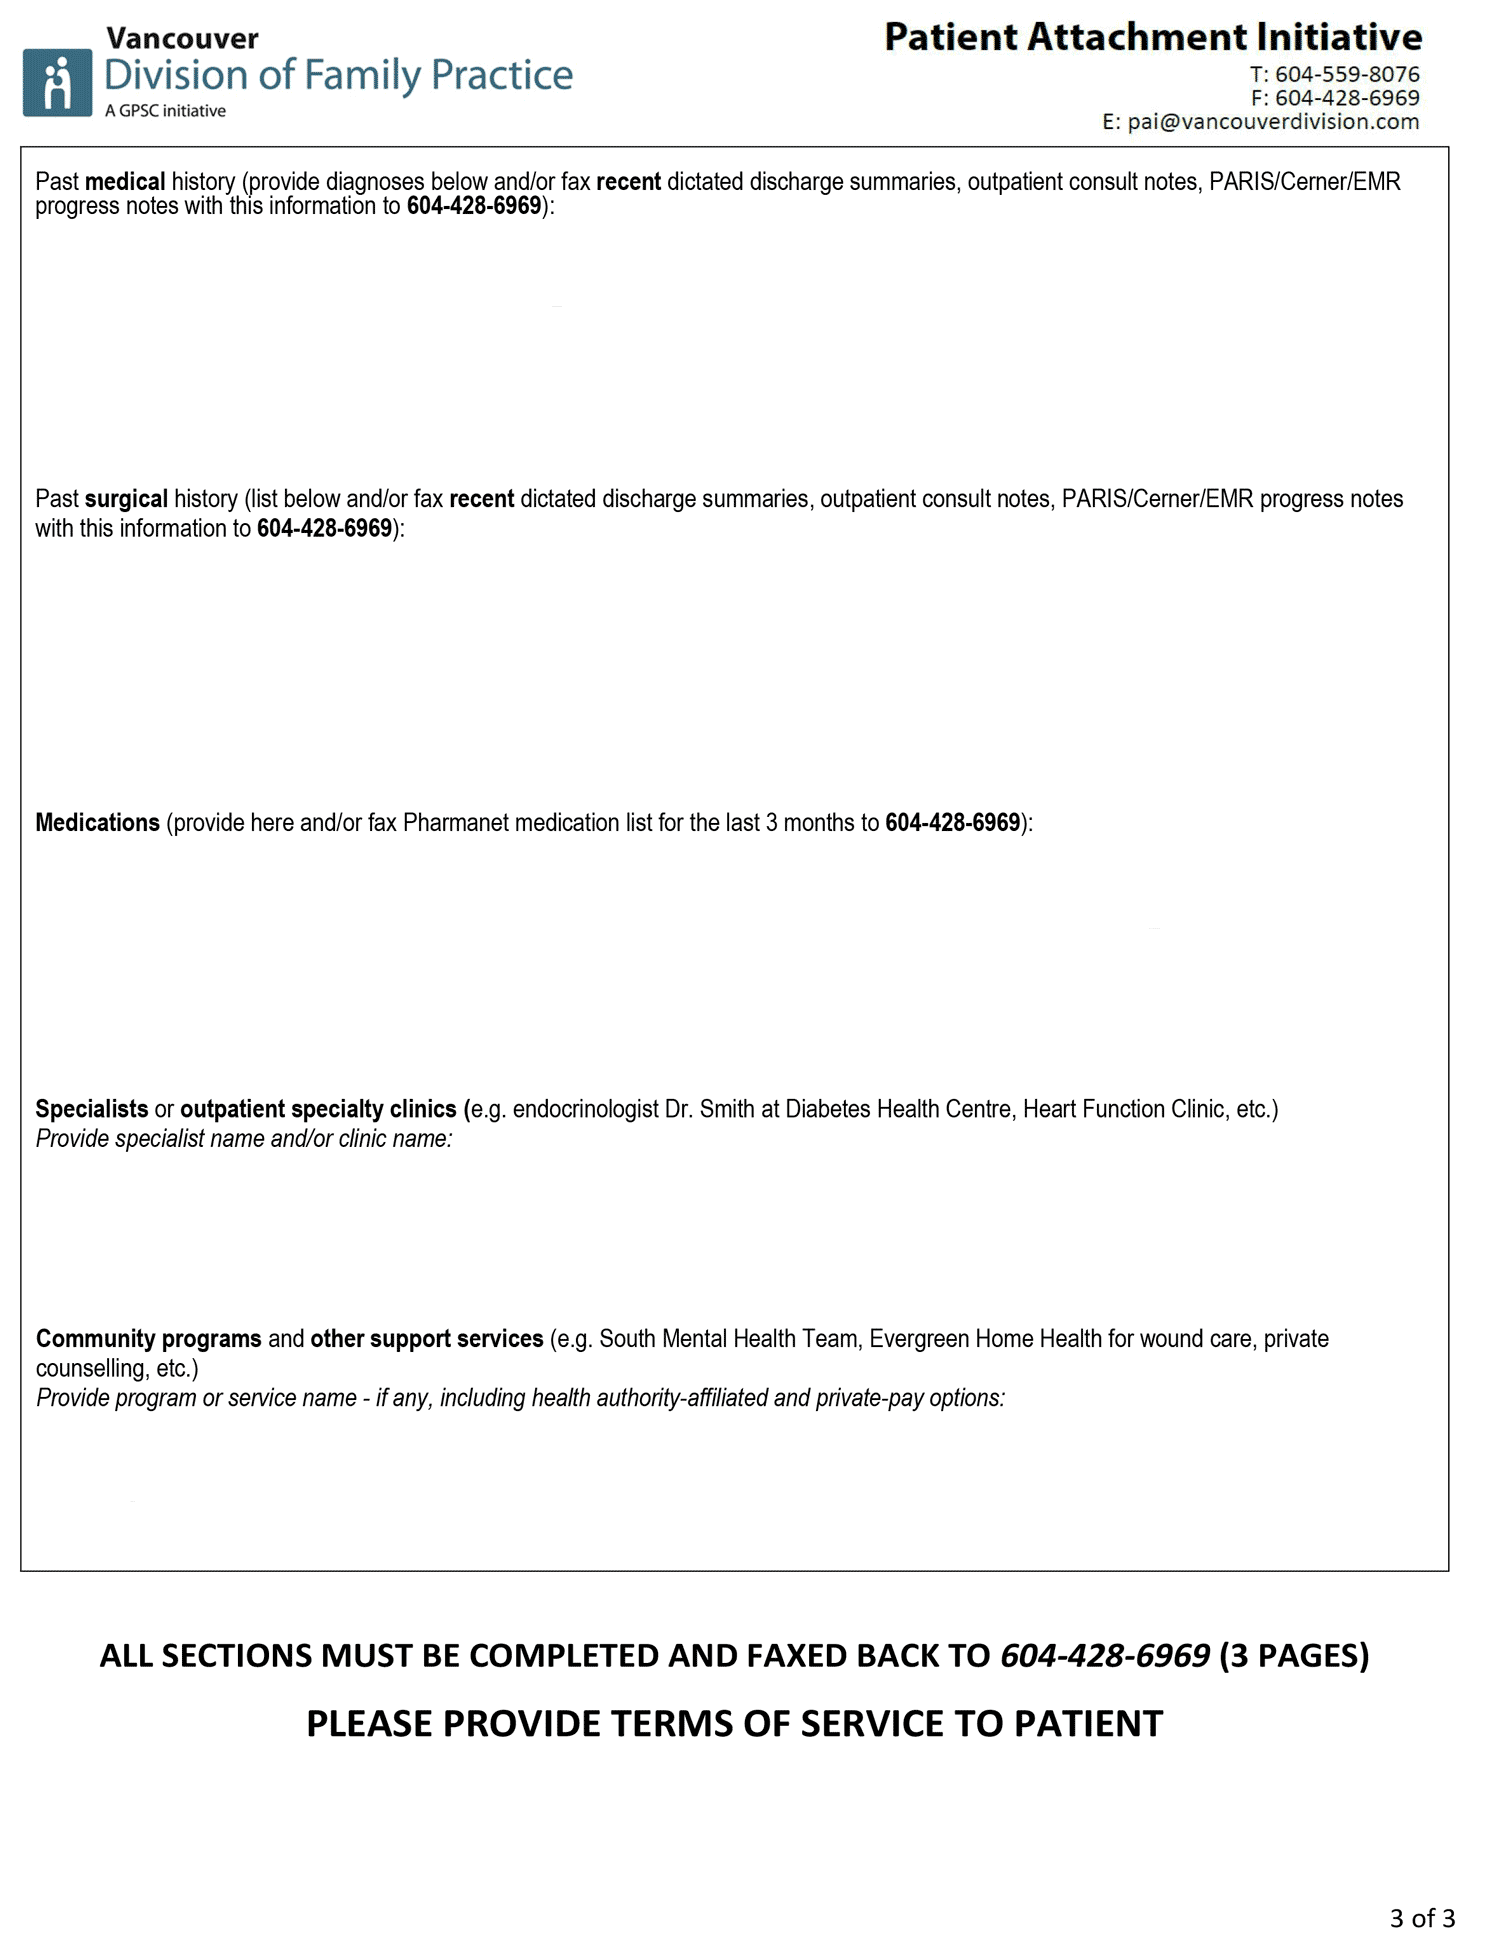 Vancouver
Division of Family Practice
A GPSC initiative
Patient Attachment Initiative
T: 604-559-8076
F: 604-428-6969
E: pai@vancouverdivision.com
Past medical history (provide diagnoses below and/or fax recent dictated discharge summaries, outpatient consult notes, PARIS/Cerner/EMR
progress notes with this information to 604-428-6969):
Past surgical history (list below and/or fax recent dictated discharge summaries, outpatient consult notes, PARIS/Cerner/EMR progress notes
with this information to 604-428-6969):
Medications (provide here and/or fax Pharmanet medication list for the last 3 months to 604-428-6969):
Specialists or outpatient specialty clinics (e.g. endocrinologist Dr. Smith at Diabetes Health Centre, Heart Function Clinic, etc.)
Provide specialist name and/or clinic name:
Community programs and other support services (e.g. South Mental Health Team, Evergreen Home Health for wound care, private
counselling, etc.)
Provide program or service name - if any, including health authority-affiliated and private-pay options:
ALL SECTIONS MUST BE COMPLETED AND FAXED BACK TO 604-428-6969 (3 PAGES)
PLEASE PROVIDE TERMS OF SERVICE TO PATIENT
3 of 3